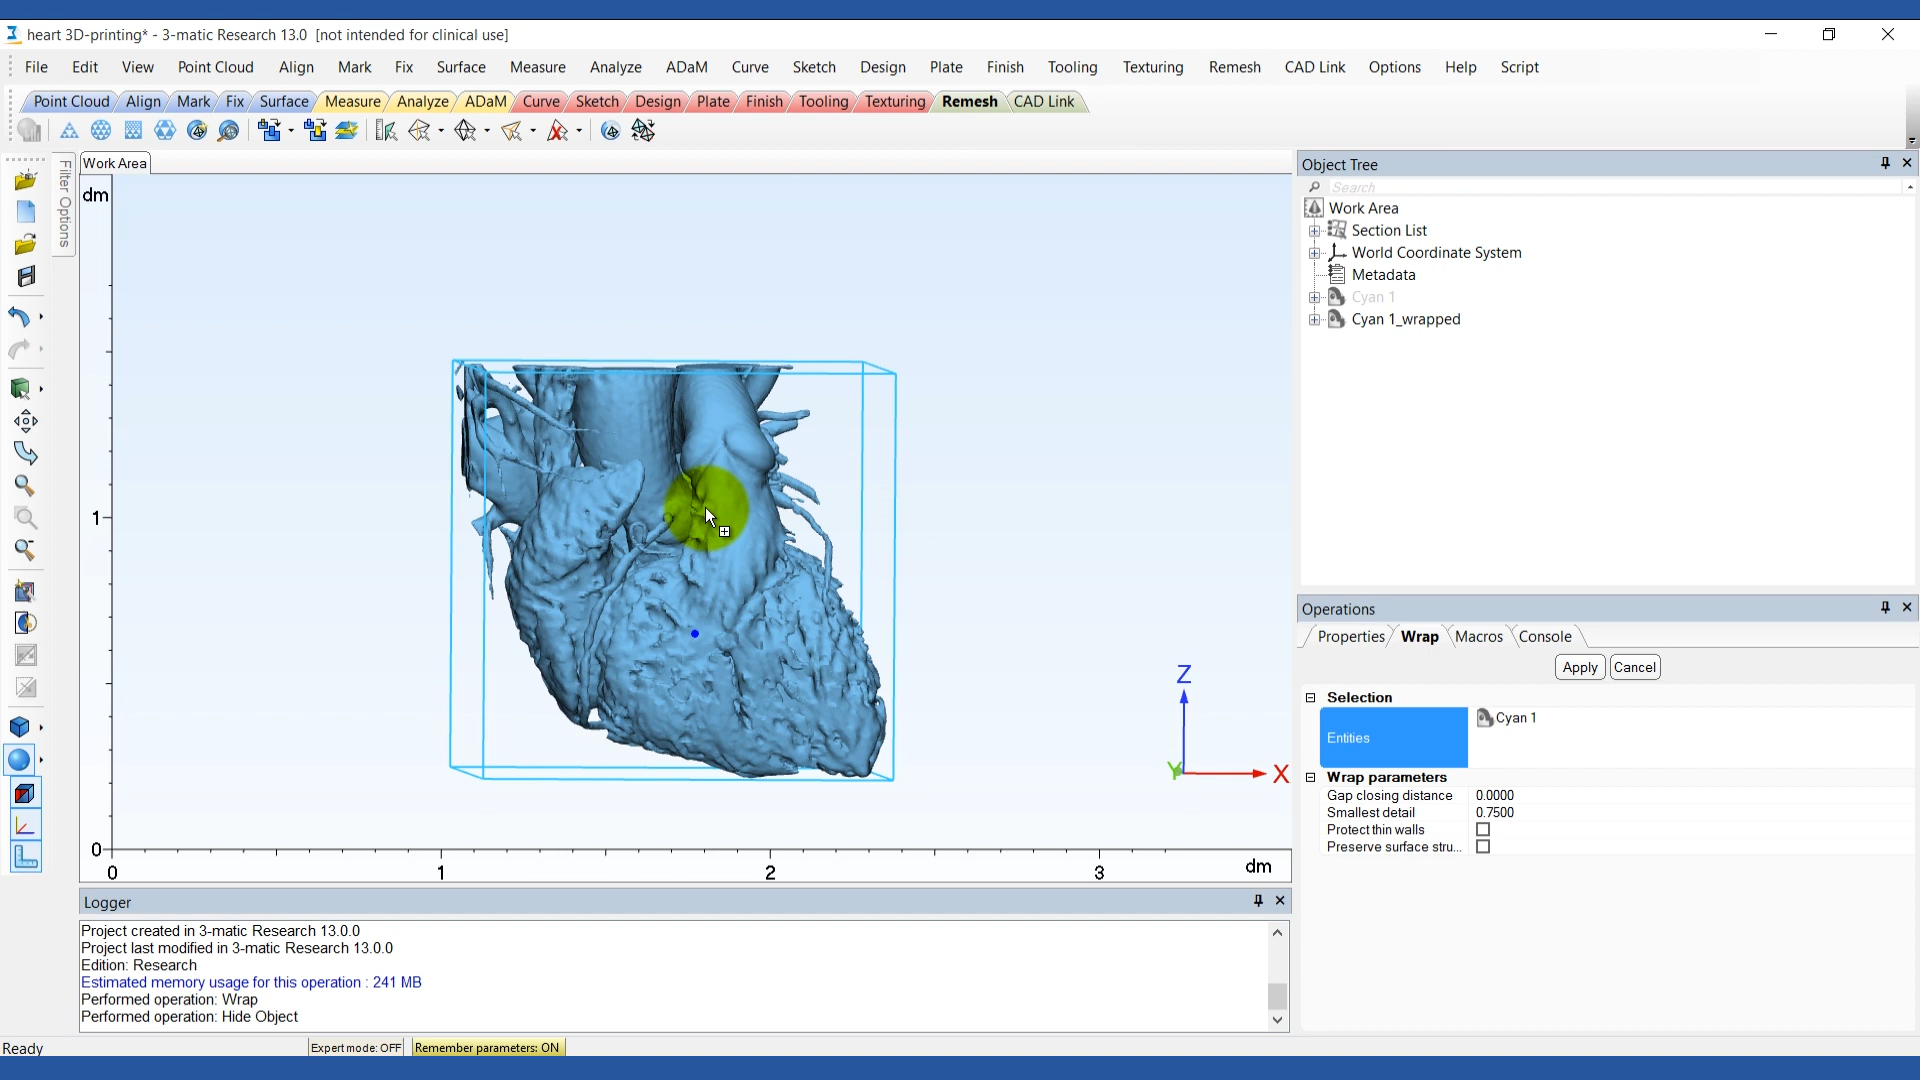 heart 3D-printing* - 3-matic Research 13.0 [not intended for clinical use]
File Edit View Point Cloud Align Mark Fix Surface Measure Analyze ADaM Curve Sketch Design Plate Finish Tooling Texturing Remesh CAD Link Options Help Script
Point Cloud Align Mark Fix Surface Measure Analyze ADaM Curve Sketch Design Plate Finish Tooling Texturing Remesh CAD Link
Filter Options
Work Area
dm
1
0
0 1 2 3 dm
Z
Y X
Object Tree
Search
Work Area
Section List
World Coordinate System
Metadata
Cyan 1
Cyan 1_wrapped
Operations
Properties Wrap Macros Console
Apply Cancel
Selection
Entities Cyan 1
Wrap parameters
Gap closing distance 0.0000
Smallest detail 0.7500
Protect thin walls
Preserve surface stru...
Logger
Project created in 3-matic Research 13.0.0
Project last modified in 3-matic Research 13.0.0
Edition: Research
Estimated memory usage for this operation : 241 MB
Performed operation: Wrap
Performed operation: Hide Object
Ready Expert mode: OFF Remember parameters: ON